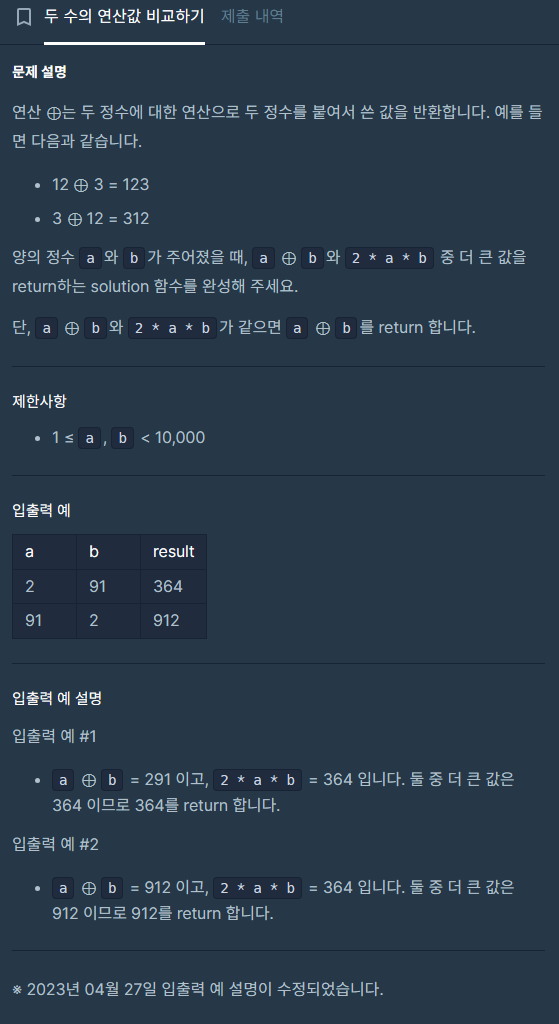 두 수의 연산값 비교하기 제출 내역
문제 설명
연산 ⊕는 두 정수에 대한 연산으로 두 정수를 붙여서 쓴 값을 반환합니다. 예를 들
면 다음과 같습니다.
• 12 ⊕ 3 = 123
• 3 ⊕ 12 = 312
양의 정수 a와 b가 주어졌을 때, a ⊕ b와 2 * a * b 중 더 큰 값을
return하는 solution 함수를 완성해 주세요.
단, a ⊕ b와 2 * a * b가 같으면 a ⊕ b를 return 합니다.
제한사항
• 1 ≤ a, b < 10,000
입출력 예
a b result
2 91 364
91 2 912
입출력 예 설명
입출력 예 #1
• a ⊕ b = 291 이고, 2 * a * b = 364 입니다. 둘 중 더 큰 값은
364 이므로 364를 return 합니다.
입출력 예 #2
• a ⊕ b = 912 이고, 2 * a * b = 364 입니다. 둘 중 더 큰 값은
912 이므로 912를 return 합니다.
※ 2023년 04월 27일 입출력 예 설명이 수정되었습니다.